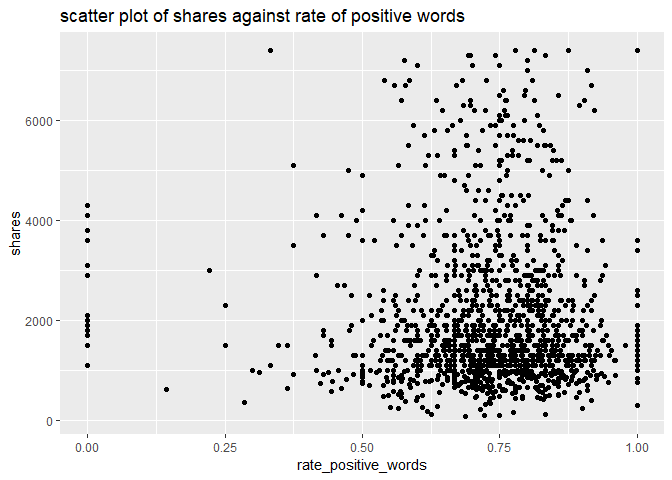 scatter plot of shares against rate of positive words
shares
6000
4000
2000
0
0.00 0.25 0.50 0.75 1.00
rate_positive_words